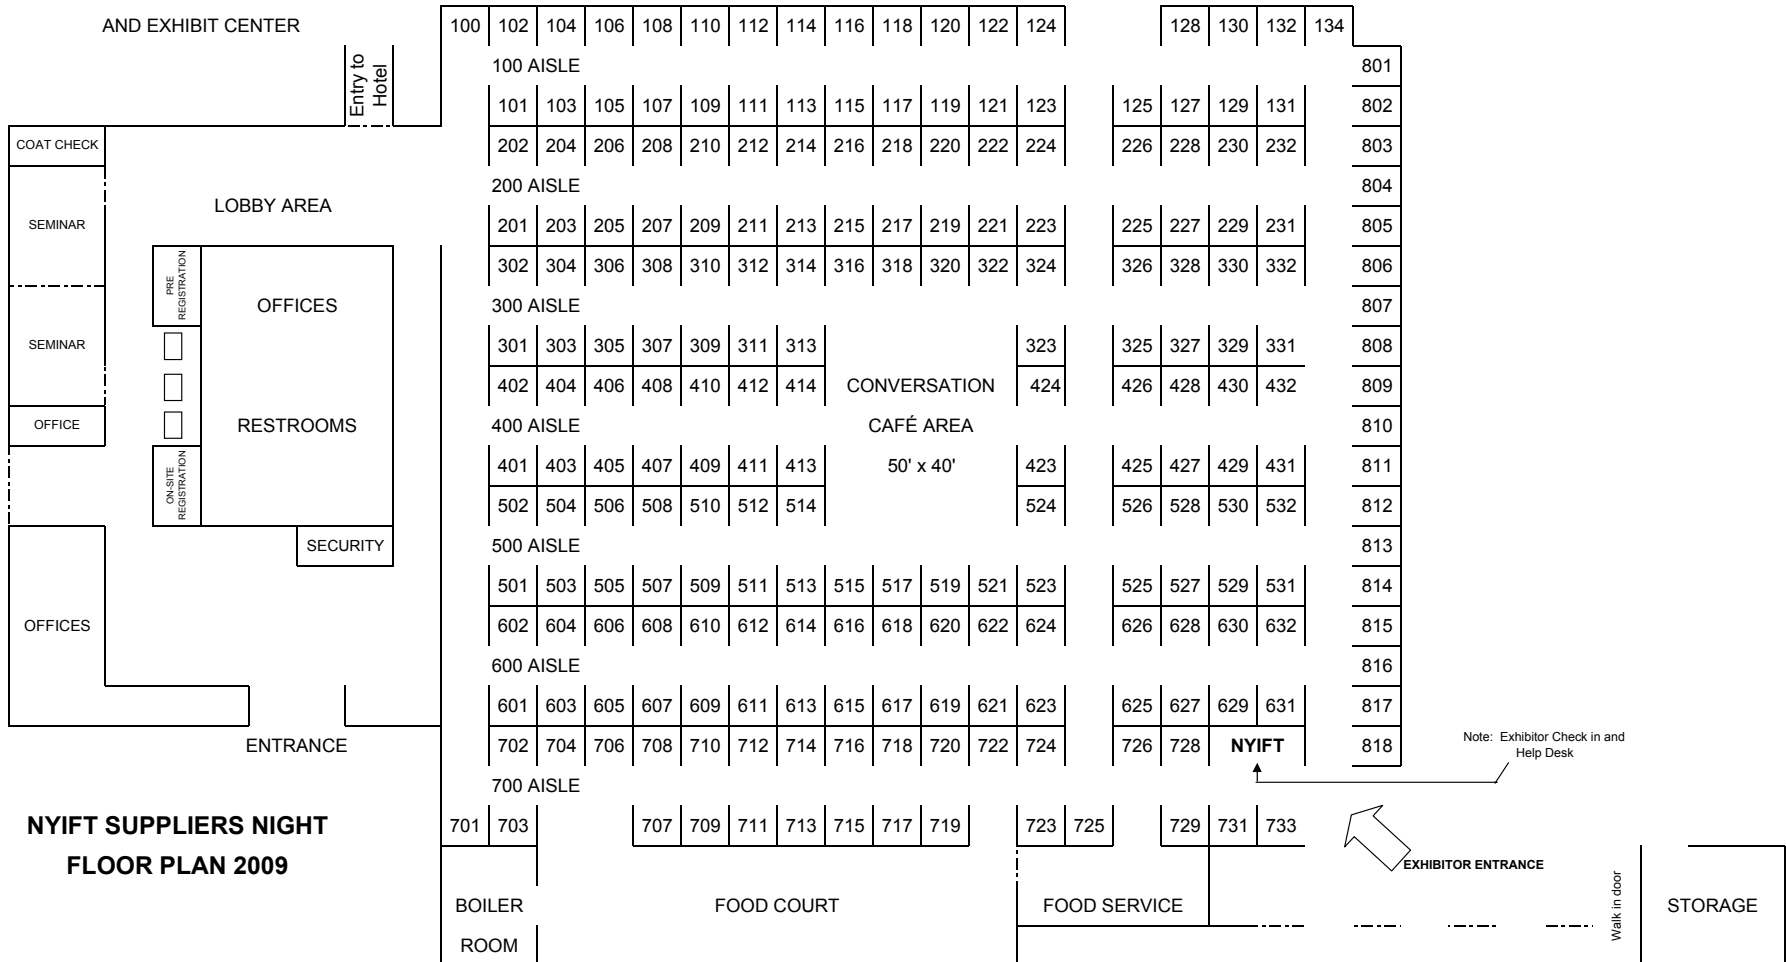 AND EXHIBIT CENTER 100 102 104 106 108 110 112 114 116 118 120 122 124 128 130 132 134
Entry to
Hotel
100 AISLE 801
101 103 105 107 109 111 113 115 117 119 121 123 125 127 129 131 802
COAT CHECK 202 204 206 208 210 212 214 216 218 220 222 224 226 228 230 232 803
200 AISLE 804
LOBBY AREA
SEMINAR 201 203 205 207 209 211 213 215 217 219 221 223 225 227 229 231 805
302 304 306 308 310 312 314 316 318 320 322 324 326 328 330 332 806
PRE
REGISTRATION
OFFICES 300 AISLE 807
SEMINAR 301 303 305 307 309 311 313 323 325 327 329 331 808
402 404 406 408 410 412 414 CONVERSATION 424 426 428 430 432 809
OFFICE RESTROOMS 400 AISLE CAFÉ AREA 810
401 403 405 407 409 411 413 50' x 40' 423 425 427 429 431 811
ON-SITE
REGISTRATION
502 504 506 508 510 512 514 524 526 528 530 532 812
SECURITY 500 AISLE 813
501 503 505 507 509 511 513 515 517 519 521 523 525 527 529 531 814
OFFICES 602 604 606 608 610 612 614 616 618 620 622 624 626 628 630 632 815
600 AISLE 816
601 603 605 607 609 611 613 615 617 619 621 623 625 627 629 631 817
ENTRANCE 702 704 706 708 710 712 714 716 718 720 722 724 726 728 NYIFT 818
Note: Exhibitor Check in and
Help Desk
700 AISLE
NYIFT SUPPLIERS NIGHT
FLOOR PLAN 2009
701 703 707 709 711 713 715 717 719 723 725 729 731 733
EXHIBITOR ENTRANCE
BOILER
ROOM
FOOD COURT
FOOD SERVICE
Walk in door
STORAGE